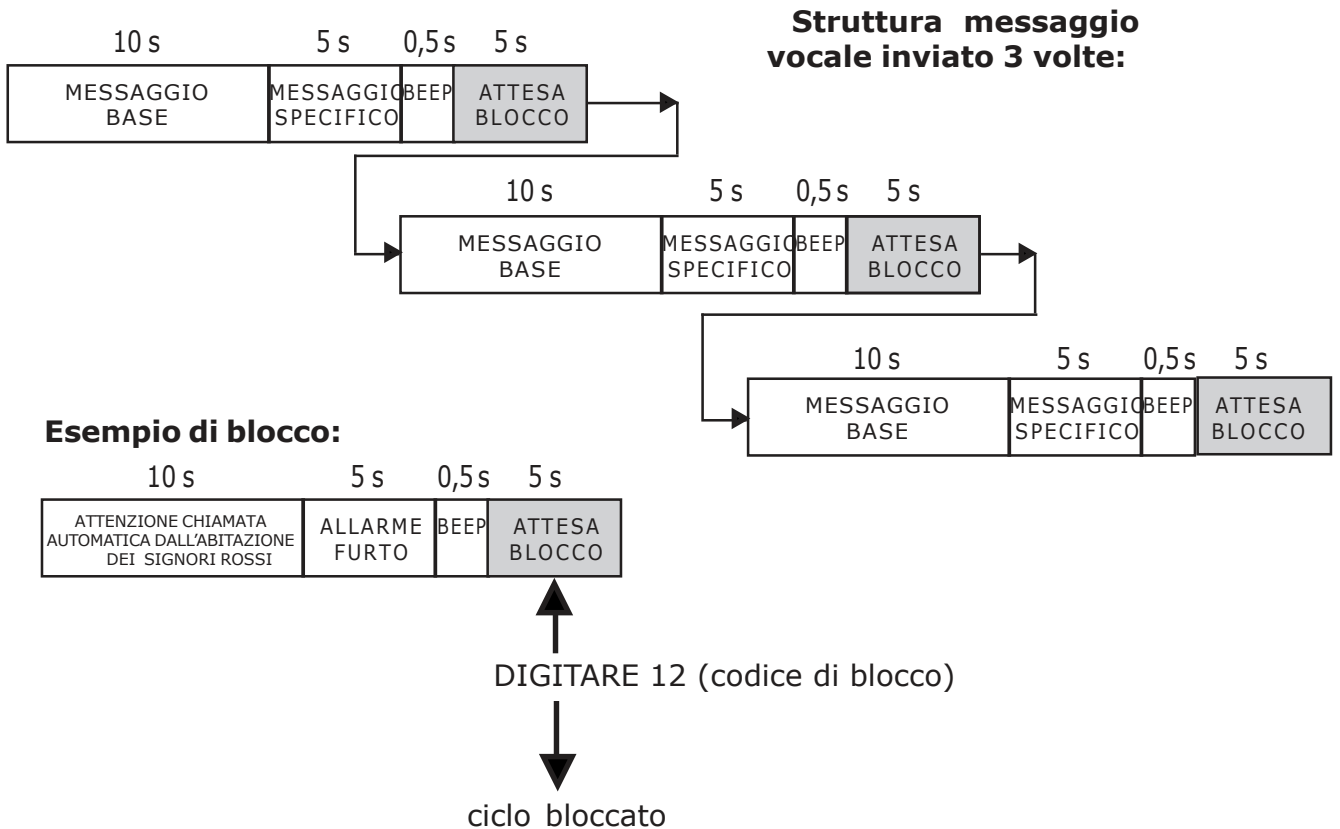 Struttura messaggio
vocale inviato 3 volte:
10 s 5 s 0,5 s 5 s
MESSAGGIO
BASE
MESSAGGIO
SPECIFICO
BEEP
ATTESA
BLOCCO
10 s 5 s 0,5 s 5 s
MESSAGGIO
BASE
MESSAGGIO
SPECIFICO
BEEP
ATTESA
BLOCCO
10 s 5 s 0,5 s 5 s
MESSAGGIO
BASE
MESSAGGIO
SPECIFICO
BEEP
ATTESA
BLOCCO
Esempio di blocco:
10 s 5 s 0,5 s 5 s
ATTENZIONE CHIAMATA
AUTOMATICA DALL'ABITAZIONE
DEI SIGNORI ROSSI
ALLARME
FURTO
BEEP
ATTESA
BLOCCO
DIGITARE 12 (codice di blocco)
ciclo bloccato